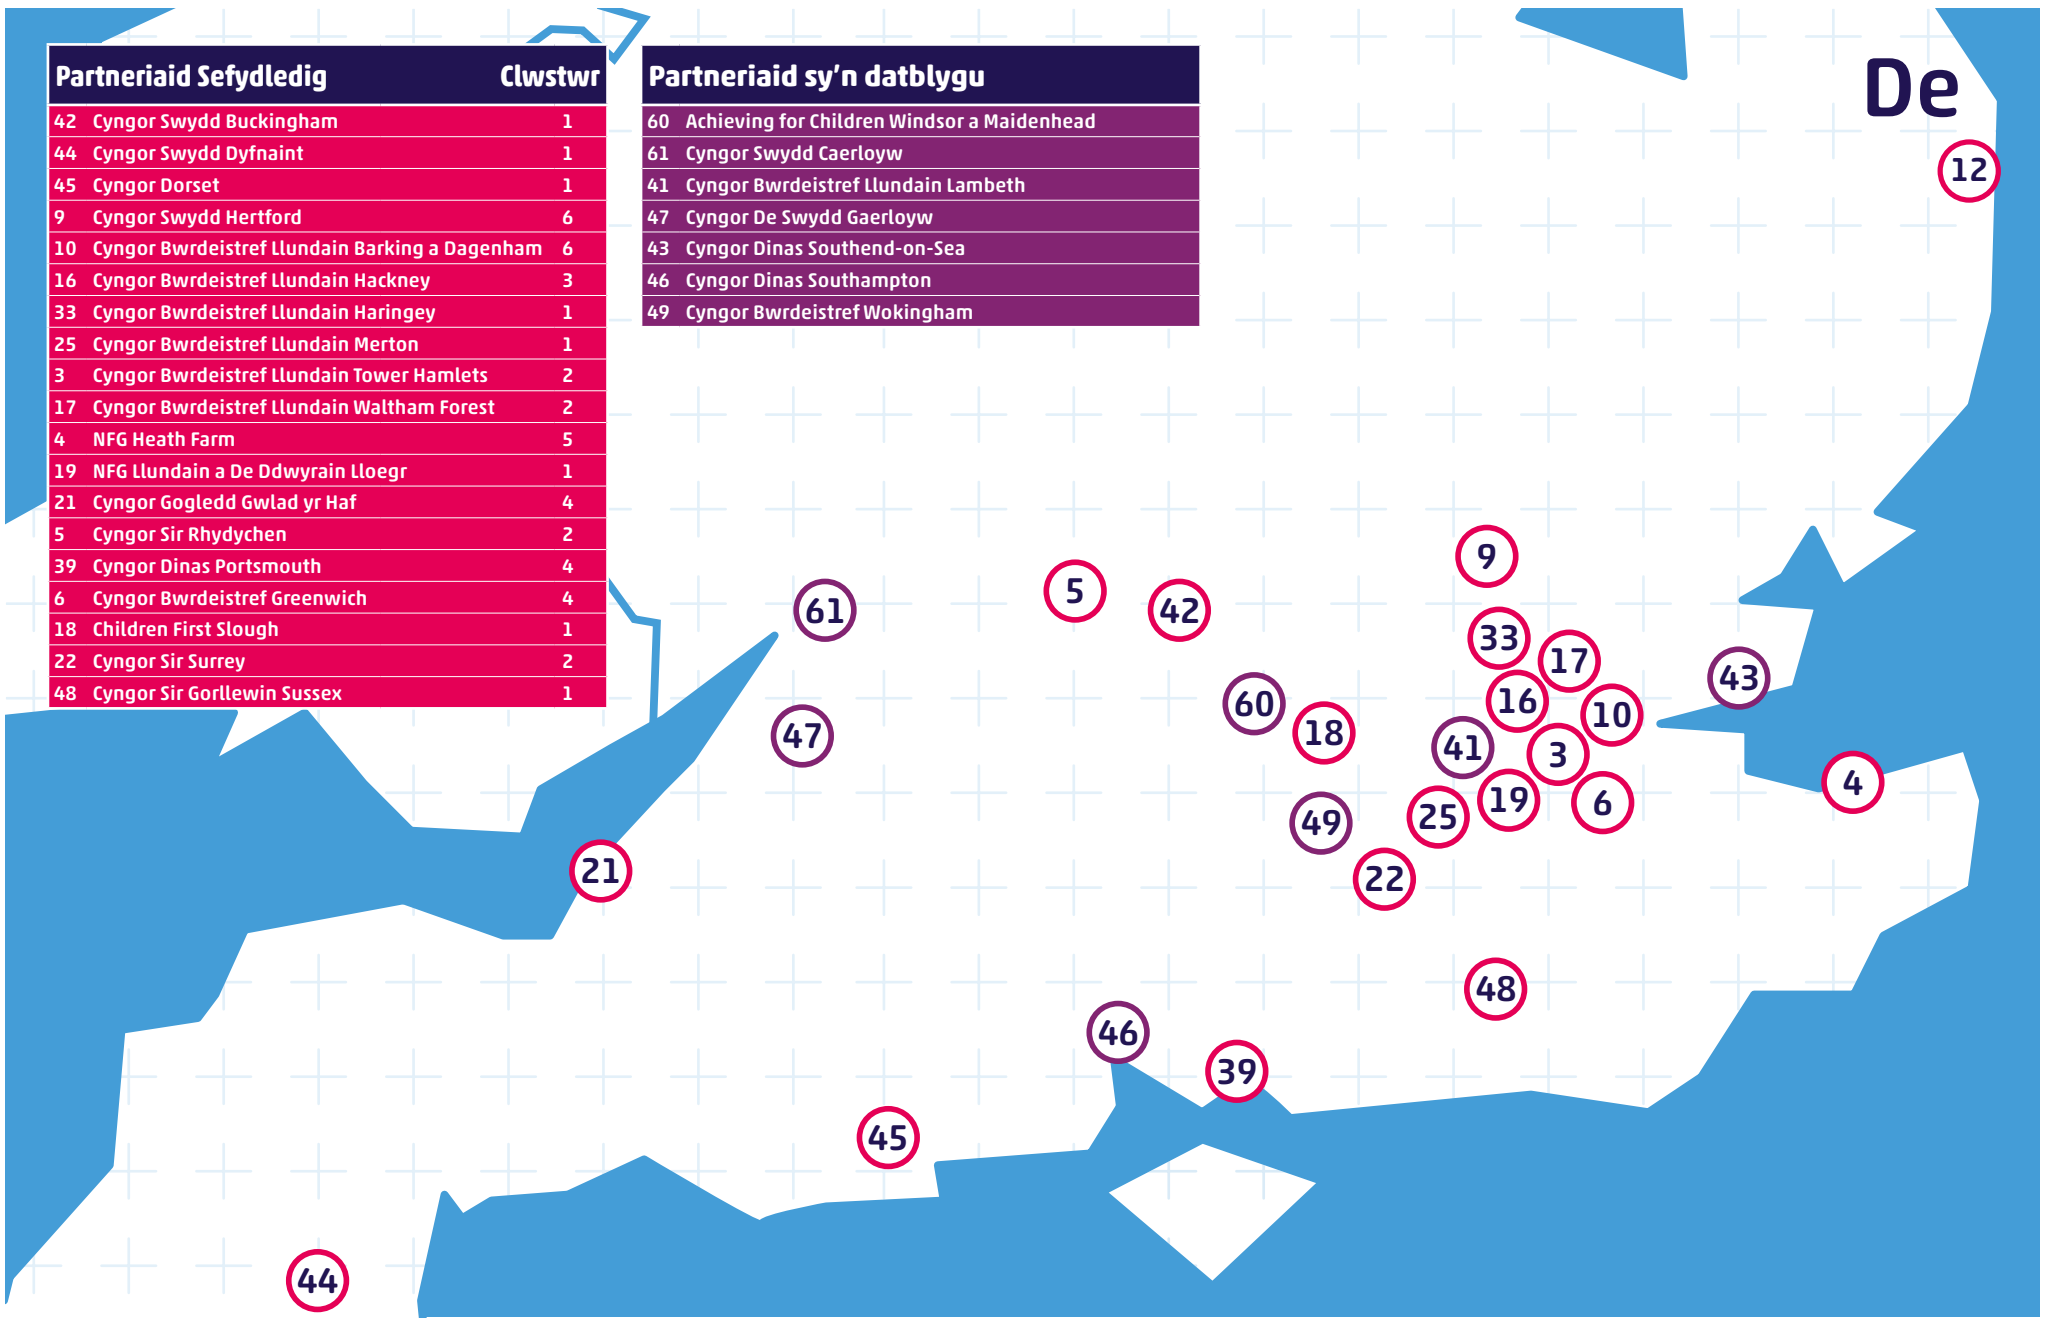 Partneriaid Sefydledig Clwstwr
42 Cyngor Swydd Buckingham 1
44 Cyngor Swydd Dyfnaint 1
45 Cyngor Dorset 1
9 Cyngor Swydd Hertford 6
10 Cyngor Bwrdeistref Llundain Barking a Dagenham 6
16 Cyngor Bwrdeistref Llundain Hackney 3
33 Cyngor Bwrdeistref Llundain Haringey 1
25 Cyngor Bwrdeistref Llundain Merton 1
3 Cyngor Bwrdeistref Llundain Tower Hamlets 2
17 Cyngor Bwrdeistref Llundain Waltham Forest 2
4 NFG Heath Farm 5
19 NFG Llundain a De Ddwyrain Lloegr 1
21 Cyngor Gogledd Gwlad yr Haf 4
5 Cyngor Sir Rhydychen 2
39 Cyngor Dinas Portsmouth 4
6 Cyngor Bwrdeistref Greenwich 4
18 Children First Slough 1
22 Cyngor Sir Surrey 2
48 Cyngor Sir Gorllewin Sussex 1
Partneriaid sy'n datblygu
60 Achieving for Children Windsor a Maidenhead
61 Cyngor Swydd Caerloyw
41 Cyngor Bwrdeistref Llundain Lambeth
47 Cyngor De Swydd Gaerloyw
43 Cyngor Dinas Southend-on-Sea
46 Cyngor Dinas Southampton
49 Cyngor Bwrdeistref Wokingham
De
12
9
5
61
42
33
17
43
16
60
10
18
47
41
3
4
19
6
25
49
21
22
48
46
39
45
44